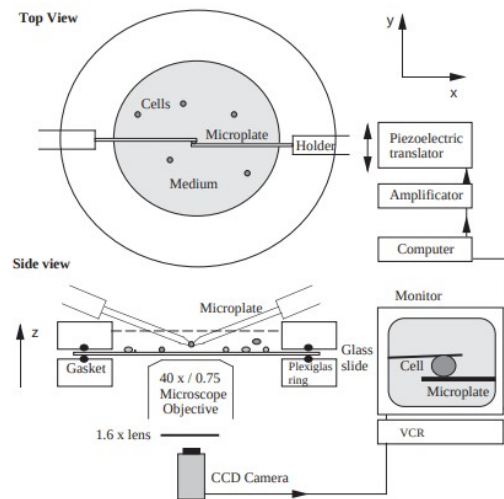 Top View
y
x
Cells
Microplate
Medium
Holder
Piezoelectric
translator
Amplificator
Computer
Side view
Monitor
z
Microplate
Gasket
Glass
slide
Plexiglas
ring
40 x / 0.75
Microscope
Objective
1.6 x lens
CCD Camera
Cell
Microplate
VCR